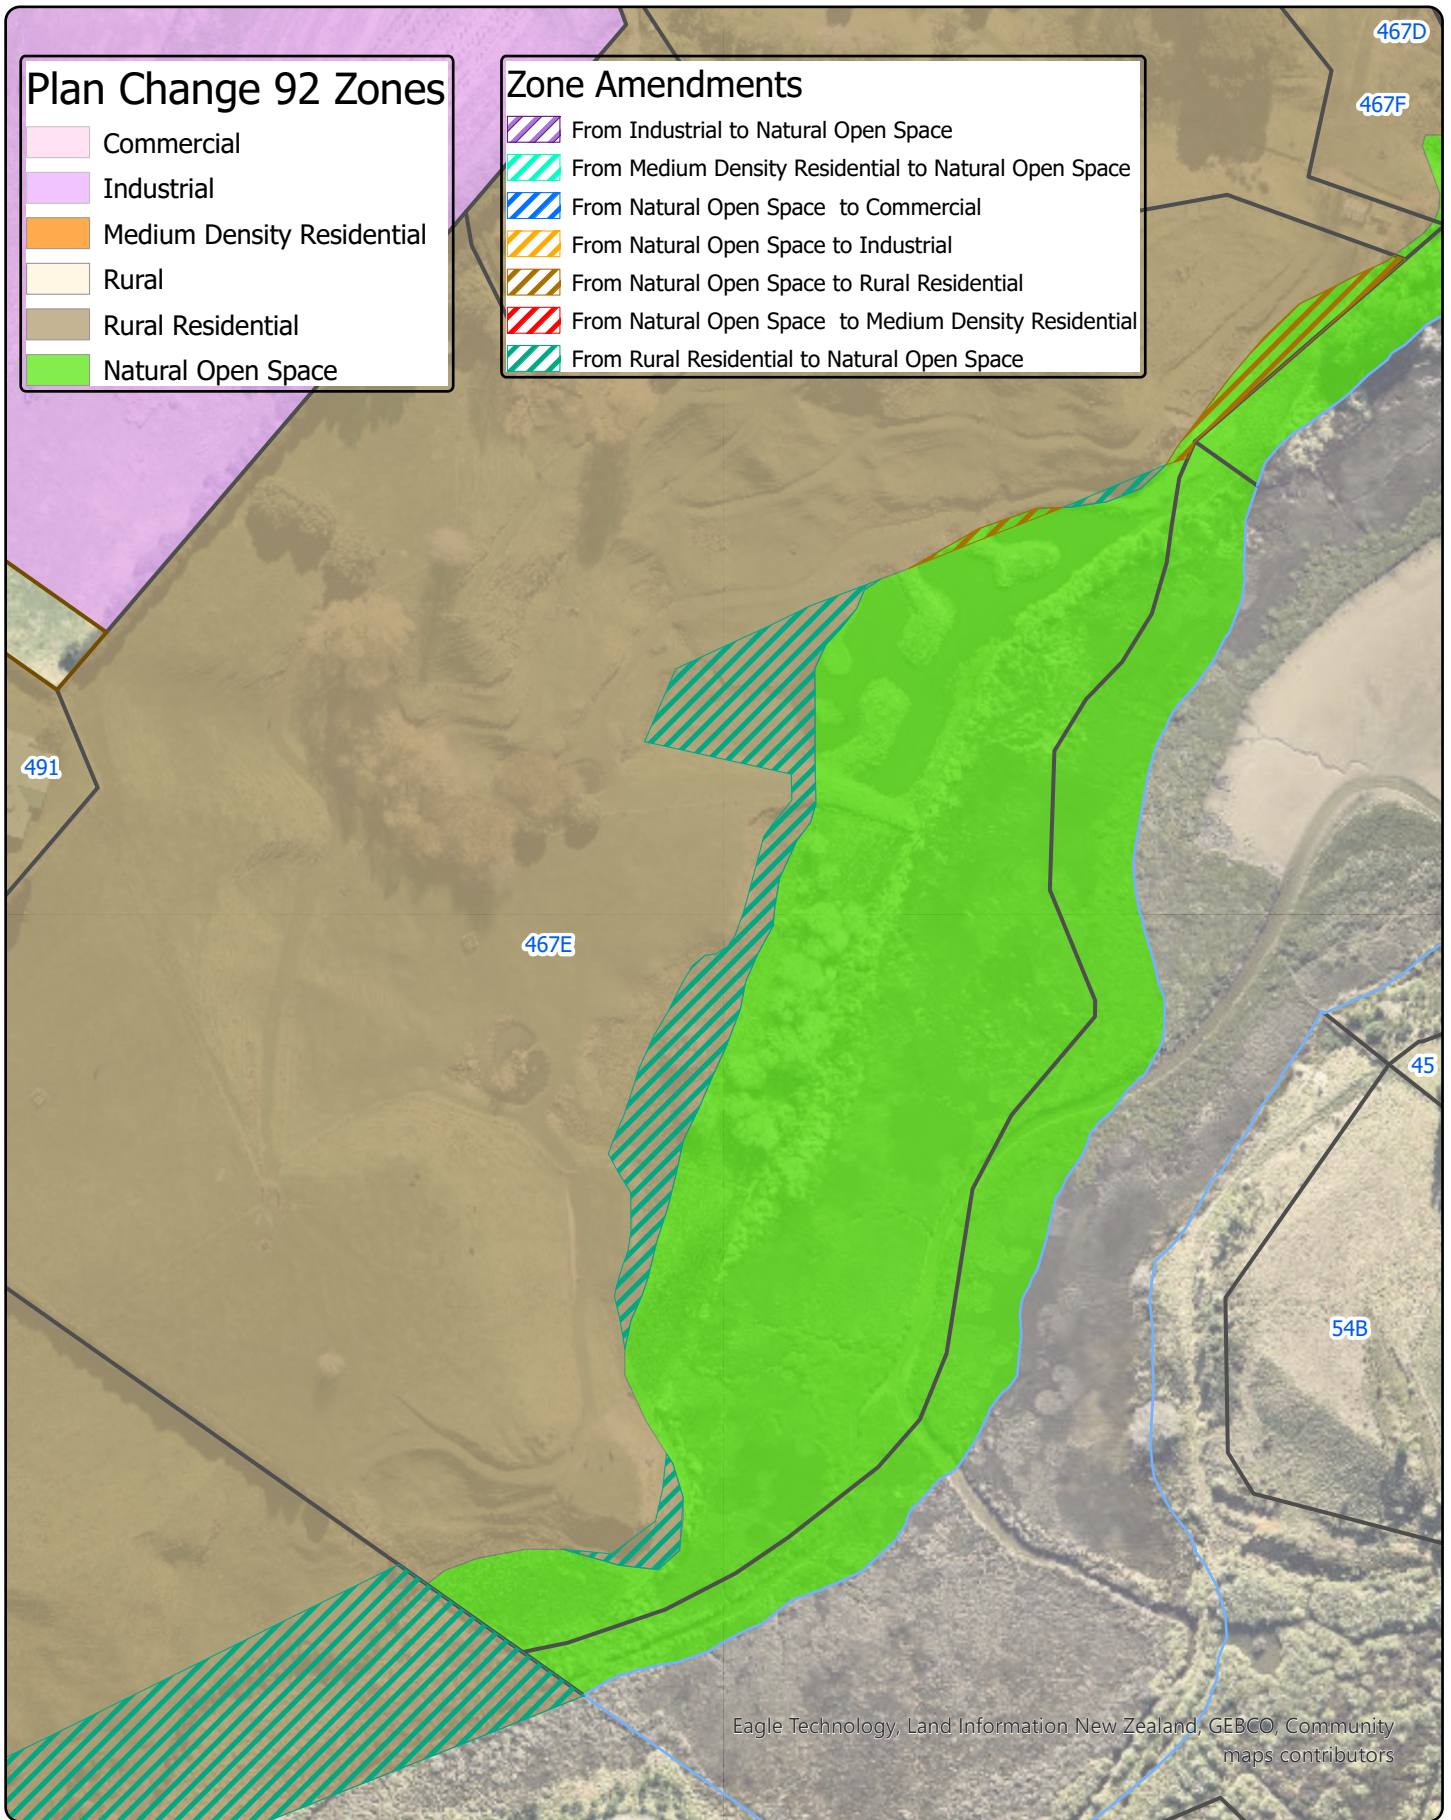 Plan Change 92 Zones
Commercial
Industrial
Medium Density Residential
Rural
Rural Residential
Natural Open Space
Zone Amendments
From Industrial to Natural Open Space
From Medium Density Residential to Natural Open Space
From Natural Open Space  to Commercial
From Natural Open Space to Industrial
From Natural Open Space to Rural Residential
From Natural Open Space  to Medium Density Residential
From Rural Residential to Natural Open Space
467D
467F
491
467E
45
54B
Eagle Technology, Land Information New Zealand, GEBCO, Community
maps contributors